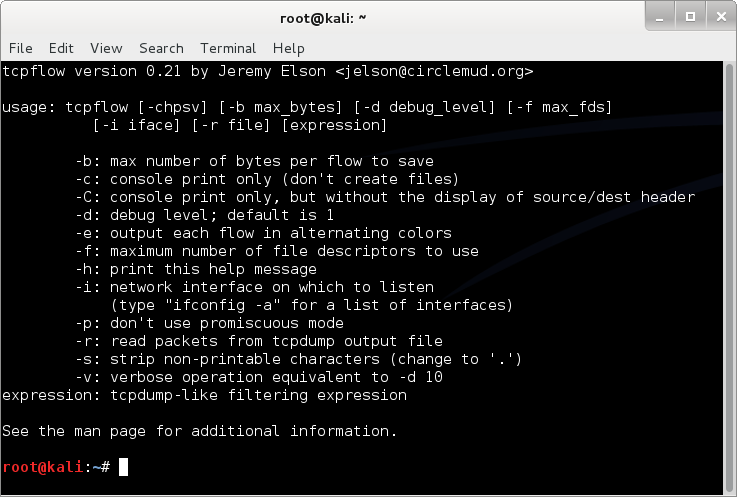 root@kali: ~
File Edit View Search Terminal Help
tcpflow version 0.21 by Jeremy Elson <jelson@circlemud.org>
usage: tcpflow [-chpsv] [-b max_bytes] [-d debug_level] [-f max_fds]
[-i iface] [-r file] [expression]
-b: max number of bytes per flow to save
-c: console print only (don't create files)
-C: console print only, but without the display of source/dest header
-d: debug level; default is 1
-e: output each flow in alternating colors
-f: maximum number of file descriptors to use
-h: print this help message
-i: network interface on which to listen
(type "ifconfig -a" for a list of interfaces)
-p: don't use promiscuous mode
-r: read packets from tcpdump output file
-s: strip non-printable characters (change to '.')
-v: verbose operation equivalent to -d 10
expression: tcpdump-like filtering expression
See the man page for additional information.
root@kali:~#